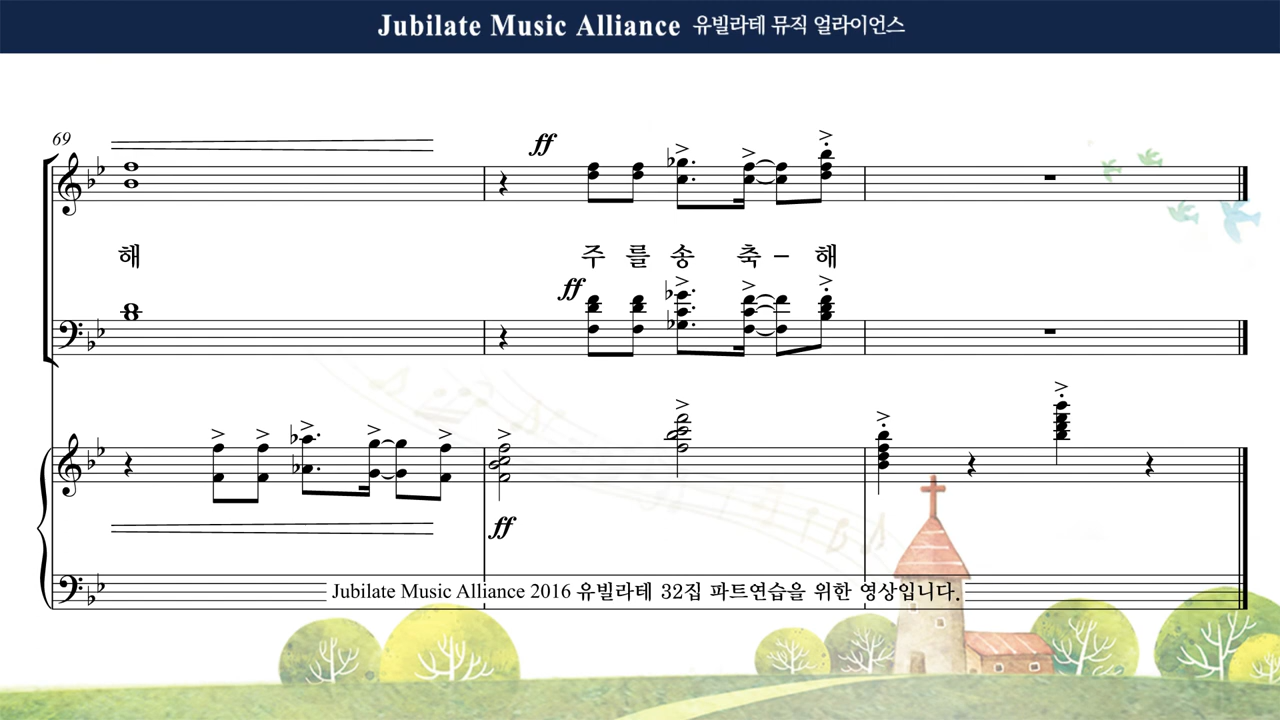 Jubilate Music Alliance 유빌라테 뮤직 얼라이언스
69
ff
해 주 를 송 축 - 해
ff
ff
Jubilate Music Alliance 2016 유빌라테 32집 파트연습을 위한 영상입니다.